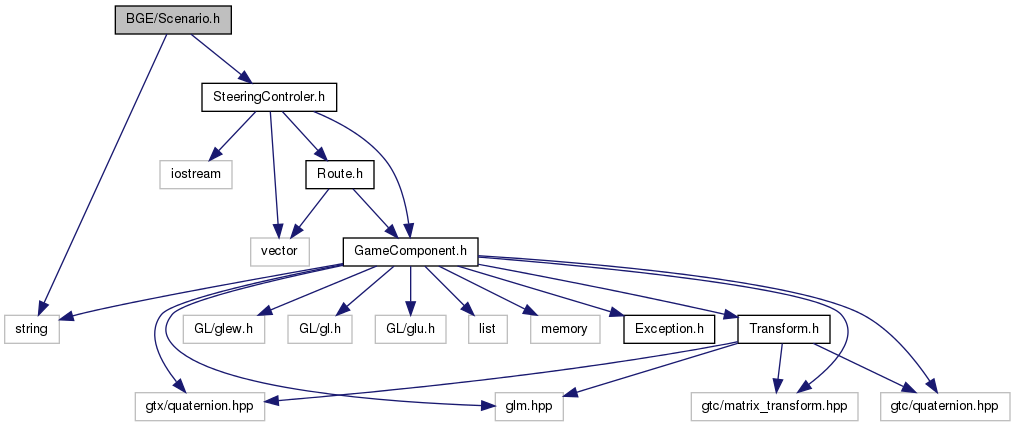 BGE/Scenario.h
SteeringControler.h
iostream
Route.h
vector
GameComponent.h
string
GL/glew.h
GL/gl.h
GL/glu.h
list
memory
Exception.h
Transform.h
gtx/quaternion.hpp
glm.hpp
gtc/matrix_transform.hpp
gtc/quaternion.hpp